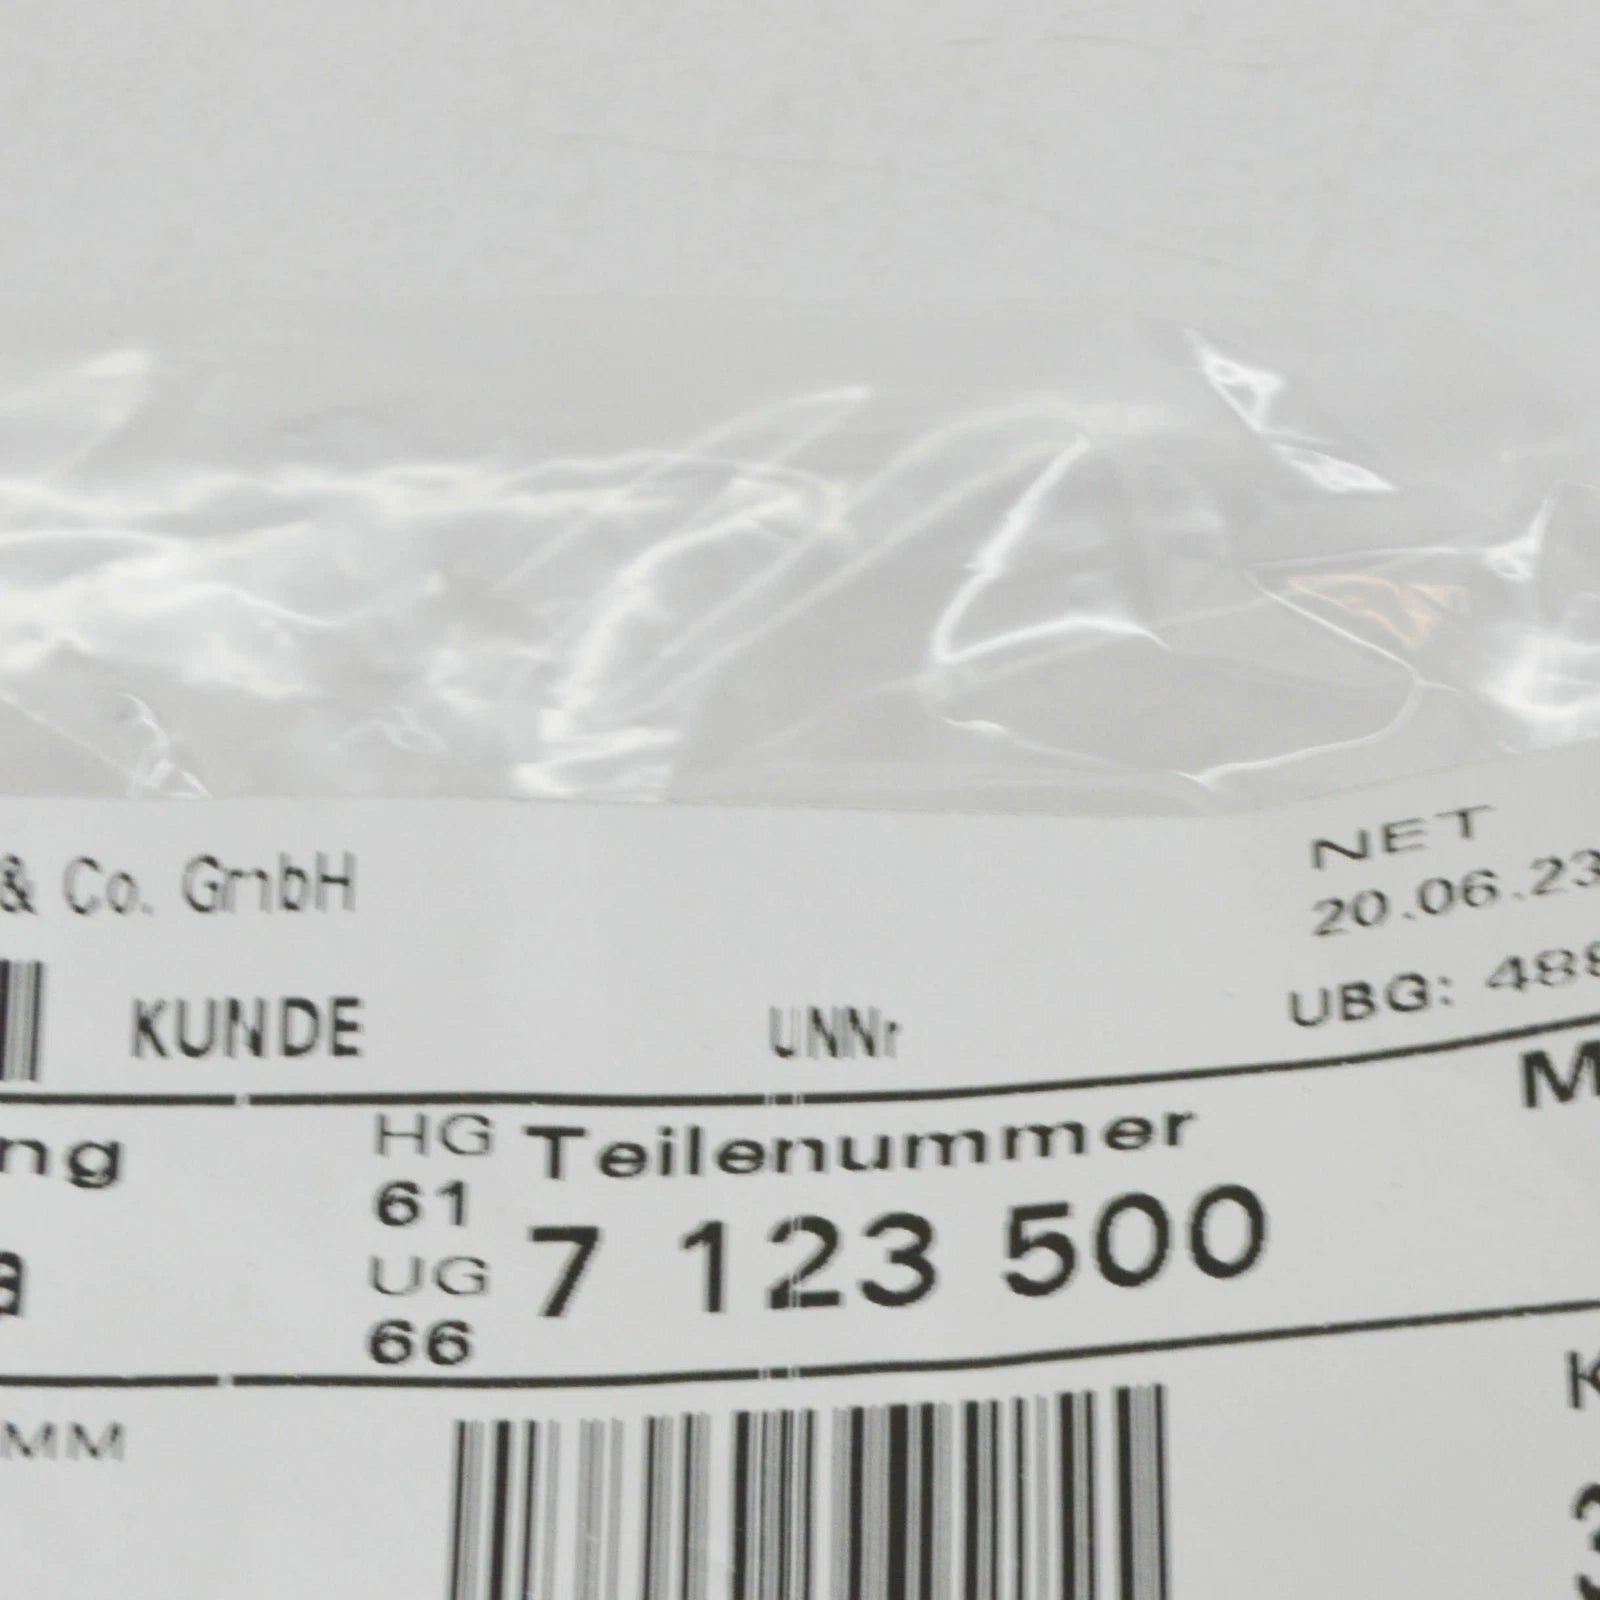 & Co. GmbH
NET
20.06.23
KUNDE
UNNr
UBG: 488
ng
HG
Teilenummer
M
61
7 123 500
a
UG
66
MM
K